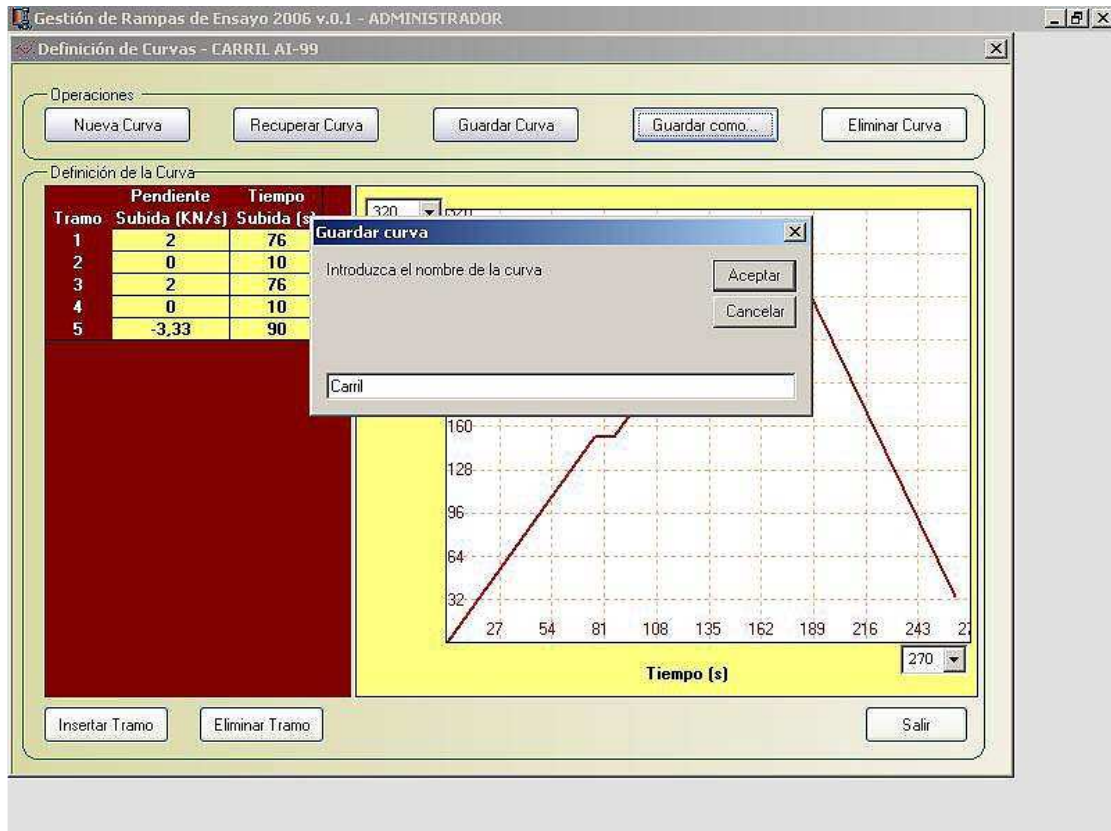 Gestión de Rampas de Ensayo 2006 v.0.1 - ADMINISTRADOR
Definición de Curvas - CARRIL AI-99
Operaciones
Nueva Curva Recuperar Curva Guardar Curva Guardar como... Eliminar Curva
Definición de la Curva
Pendiente Tiempo
Tramo Subida (KN/s) Subida (s)
1 2 76
2 0 10
3 2 76
4 0 10
5 -3,33 90
320
Guardar curva
Introduzca el nombre de la curva
Aceptar
Cancelar
Carril
160
128
96
64
32
27 54 81 108 135 162 189 216 243
270
Tiempo (s)
Insertar Tramo Eliminar Tramo Salir